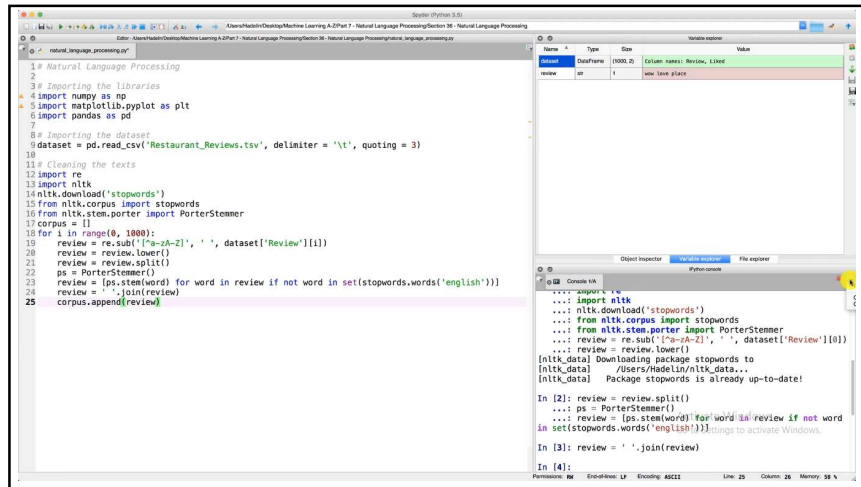 Spyder (Python 3.5)
/Users/Hadelin/Desktop/Machine Learning A-Z/Part 7 - Natural Language Processing/Section 36 - Natural Language Processing
Editor - /Users/Hadelin/Desktop/Machine Learning A-Z/Part 7 - Natural Language Processing/Section 36 - Natural Language Processing/natural_language_processing.py
natural_language_processing.py*
1 # Natural Language Processing
2
3 # Importing the libraries
4 import numpy as np
5 import matplotlib.pyplot as plt
6 import pandas as pd
7
8 # Importing the dataset
9 dataset = pd.read_csv('Restaurant_Reviews.tsv', delimiter = '\t', quoting = 3)
10
11 # Cleaning the texts
12 import re
13 import nltk
14 nltk.download('stopwords')
15 from nltk.corpus import stopwords
16 from nltk.stem.porter import PorterStemmer
17 corpus = []
18 for i in range(0, 1000):
19 review = re.sub('[^a-zA-Z]', ' ', dataset['Review'][i])
20 review = review.lower()
21 review = review.split()
22 ps = PorterStemmer()
23 review = [ps.stem(word) for word in review if not word in set(stopwords.words('english'))]
24 review = ' '.join(review)
25 corpus.append(review)
Variable explorer
Name Type Size Value
dataset DataFrame (1000, 2) Column names: Review, Liked
review str 1 wow love place
Object inspector Variable explorer File explorer
IPython console
Console 1/A
...: import re
...: import nltk
...: nltk.download('stopwords')
...: from nltk.corpus import stopwords
...: from nltk.stem.porter import PorterStemmer
...: review = re.sub('[^a-zA-Z]', ' ', dataset['Review'][0])
...: review = review.lower()
[nltk_data] Downloading package stopwords to
[nltk_data] /Users/Hadelin/nltk_data...
[nltk_data] Package stopwords is already up-to-date!
In [2]: review = review.split()
...: ps = PorterStemmer()
...: review = [ps.stem(word) for word in review if not word
in set(stopwords.words('english'))]
Activate Windows
settings to activate Windows.
In [3]: review = ' '.join(review)
In [4]:
Permissions: RW End-of-lines: LF Encoding: ASCII Line: 25 Column: 26 Memory: 58 %